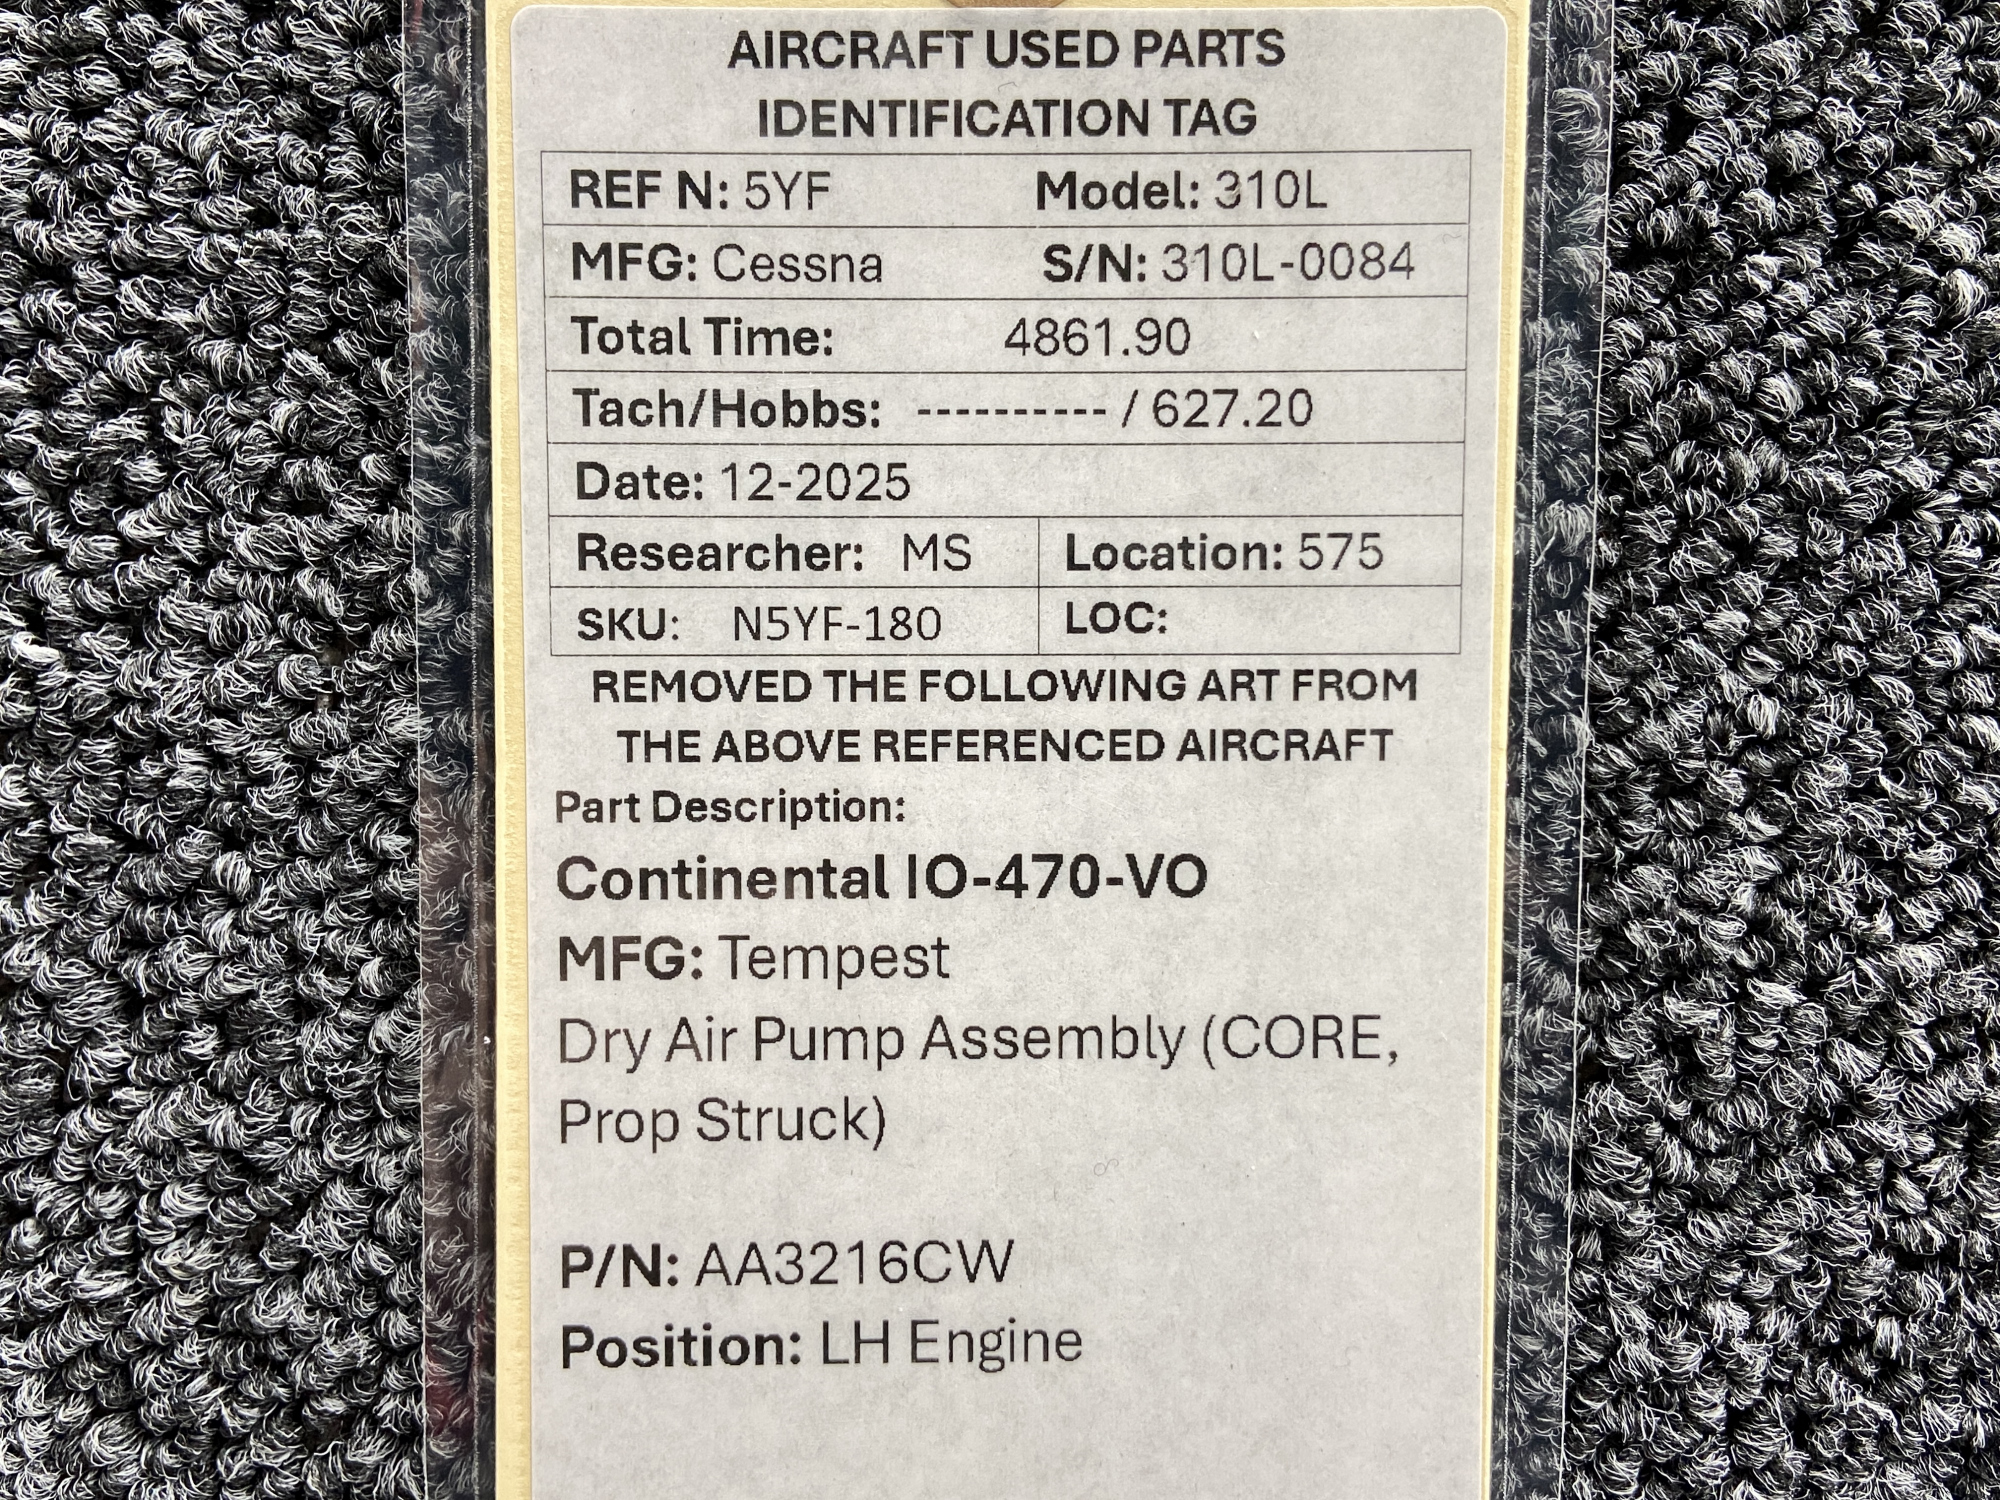 AIRCRAFT USED PARTS
IDENTIFICATION TAG
REF N: 5YF Model: 310L
MFG: Cessna S/N: 310L-0084
Total Time: 4861.90
Tach/Hobbs: ---------- / 627.20
Date: 12-2025
Researcher: MS Location: 575
SKU: N5YF-180 LOC:
REMOVED THE FOLLOWING ART FROM
THE ABOVE REFERENCED AIRCRAFT
Part Description:
Continental IO-470-VO
MFG: Tempest
Dry Air Pump Assembly (CORE,
Prop Struck)
P/N: AA3216CW
Position: LH Engine